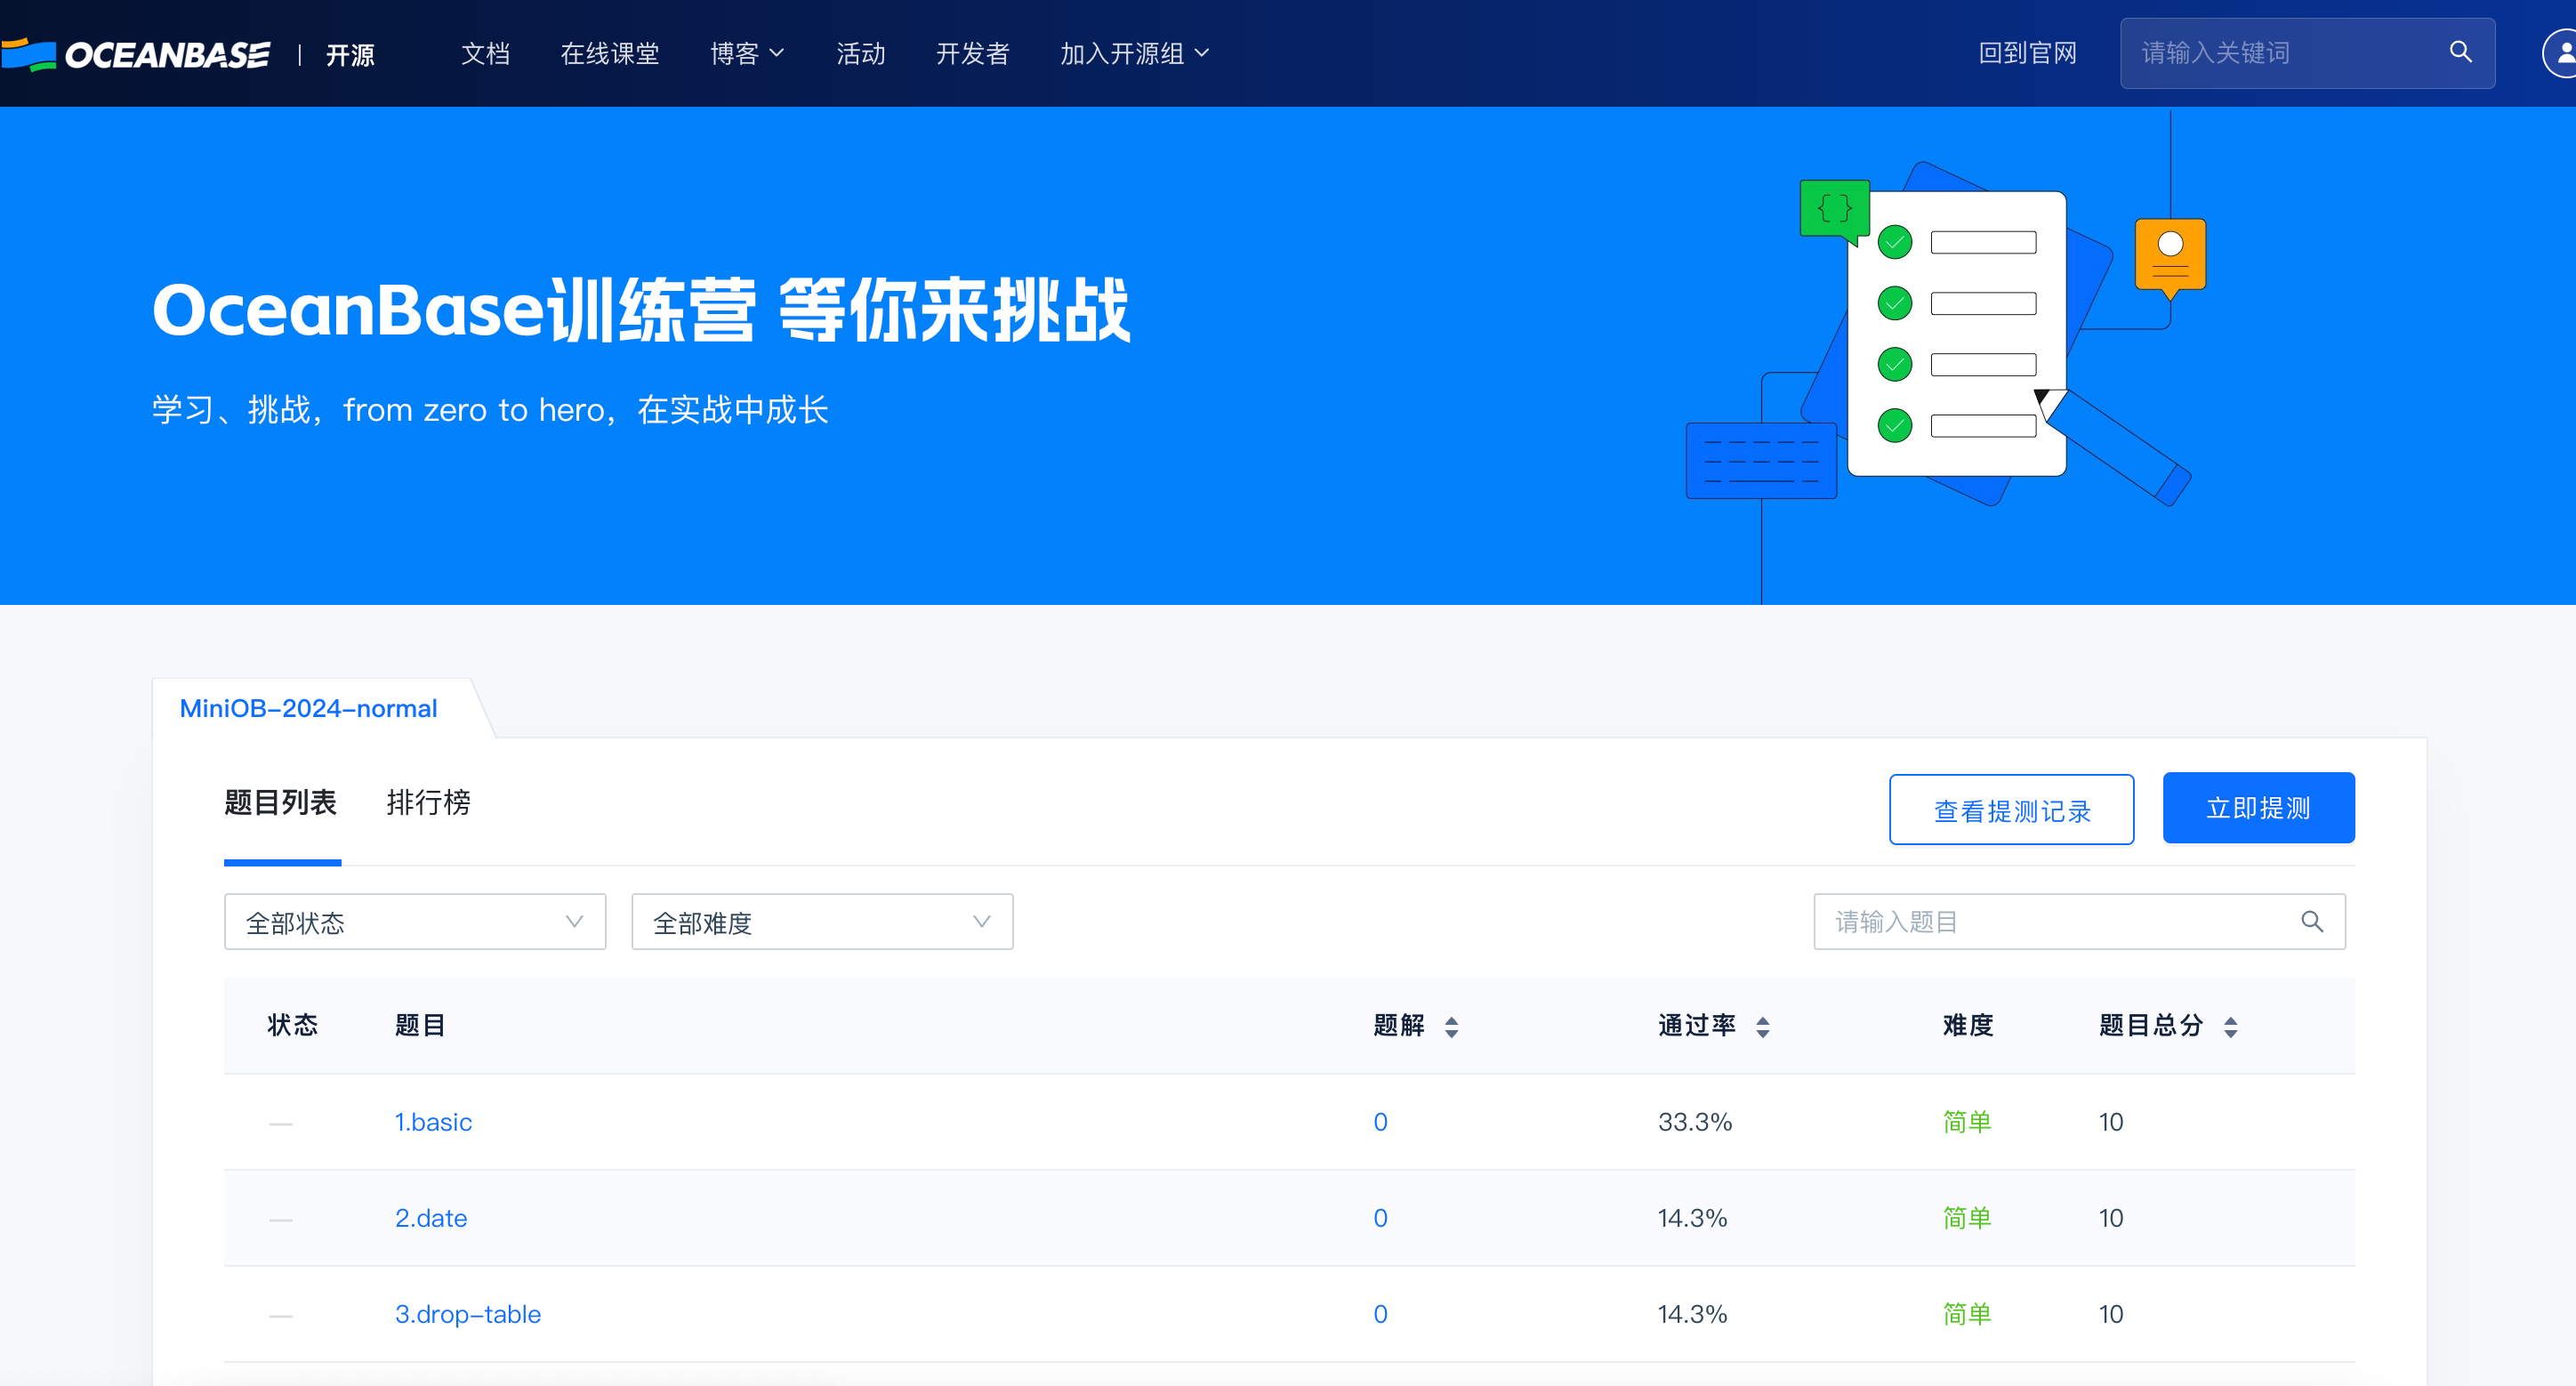 OCEANBASE | 开源 文档 在线课堂 博客 活动 开发者 加入开源组 回到官网 请输入关键词
{ }
OceanBase训练营 等你来挑战
学习、挑战，from zero to hero，在实战中成长
MiniOB-2024-normal
题目列表 排行榜 查看提测记录 立即提测
全部状态 全部难度 请输入题目
状态 题目 题解 通过率 难度 题目总分
— 1.basic 0 33.3% 简单 10
— 2.date 0 14.3% 简单 10
— 3.drop-table 0 14.3% 简单 10